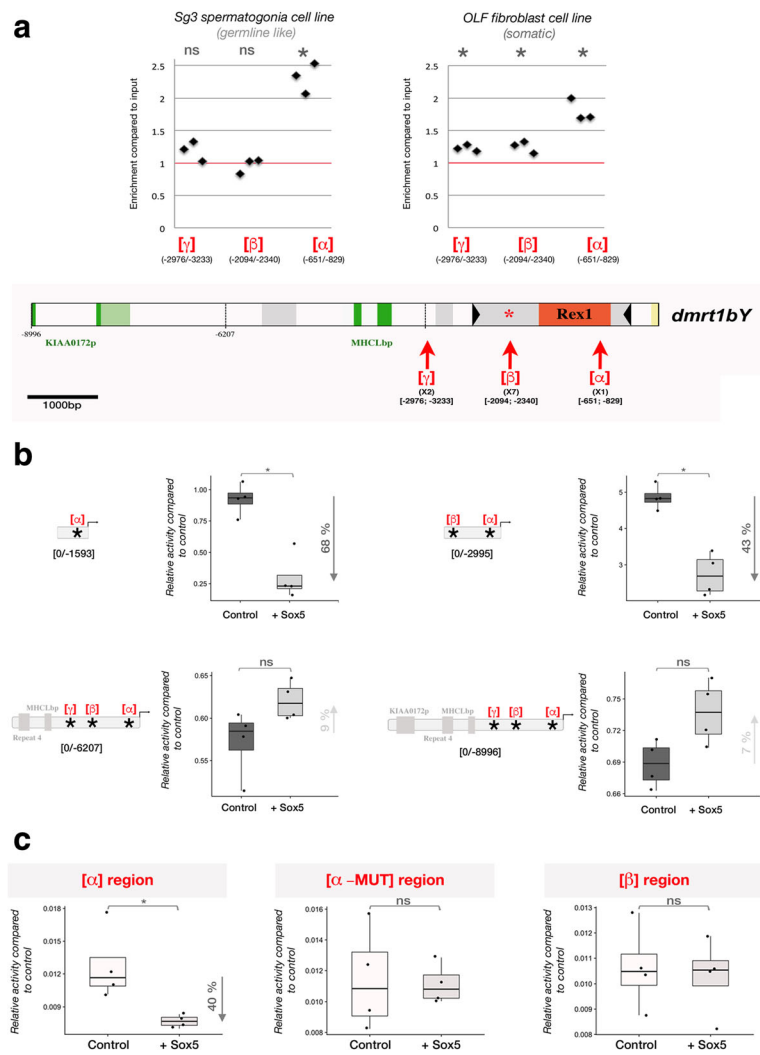 a
Sg3 spermatogonia cell line
(germline like)
OLF fibroblast cell line
(somatic)
ns ns *
* * *
Enrichment compared to input
2.5
2
1.5
1
0.5
0
Enrichment compared to input
2.5
2
1.5
1
0.5
0
[γ] [β] [α]
(-2976/-3233) (-2094/-2340) (-651/-829)
[γ] [β] [α]
(-2976/-3233) (-2094/-2340) (-651/-829)
* Rex1 dmrt1bY
-8996 KIAA0172p -6207 MHCLbp
[γ] [β] [α]
(X2) (X7) (X1)
[-2976; -3233] [-2094; -2340] [-651; -829]
1000bp
b
[α]
*
[0/-1593]
Relative activity compared
to control
1.00
0.75
0.50
0.25
*
68 %
Control + Sox5
[β] [α]
* *
[0/-2995]
Relative activity compared
to control
5
4
3
*
43 %
Control + Sox5
MHCLbp [γ] [β] [α]
* * *
Repeat 4
[0/-6207]
Relative activity compared
to control
0.65
0.60
0.55
ns
9 %
Control + Sox5
KIAA0172p MHCLbp [γ] [β] [α]
* * *
Repeat 4
[0/-8996]
Relative activity compared
to control
0.75
0.72
0.69
0.66
ns
7 %
Control + Sox5
c
[α] region
Relative activity compared
to control
0.018
0.015
0.012
0.009
*
40 %
Control + Sox5
[α –MUT] region
Relative activity compared
to control
0.016
0.014
0.012
0.010
0.008
ns
Control + Sox5
[β] region
Relative activity compared
to control
0.013
0.012
0.011
0.010
0.009
0.008
ns
Control + Sox5